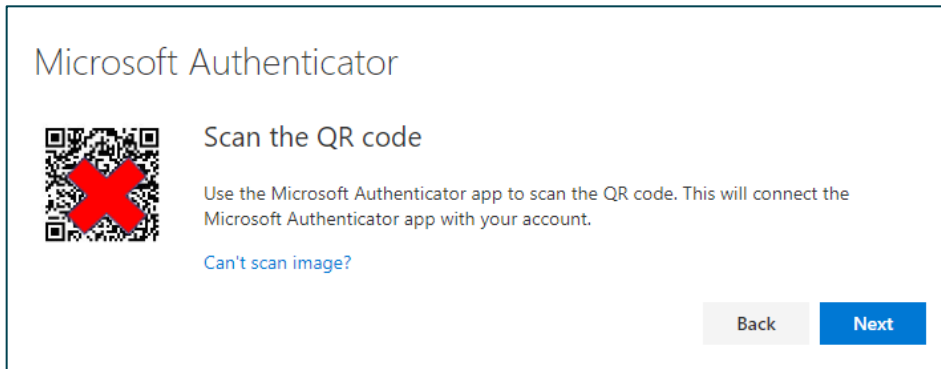 Microsoft Authenticator
Scan the QR code
Use the Microsoft Authenticator app to scan the QR code. This will connect the
Microsoft Authenticator app with your account.
Can't scan image?
Back
Next